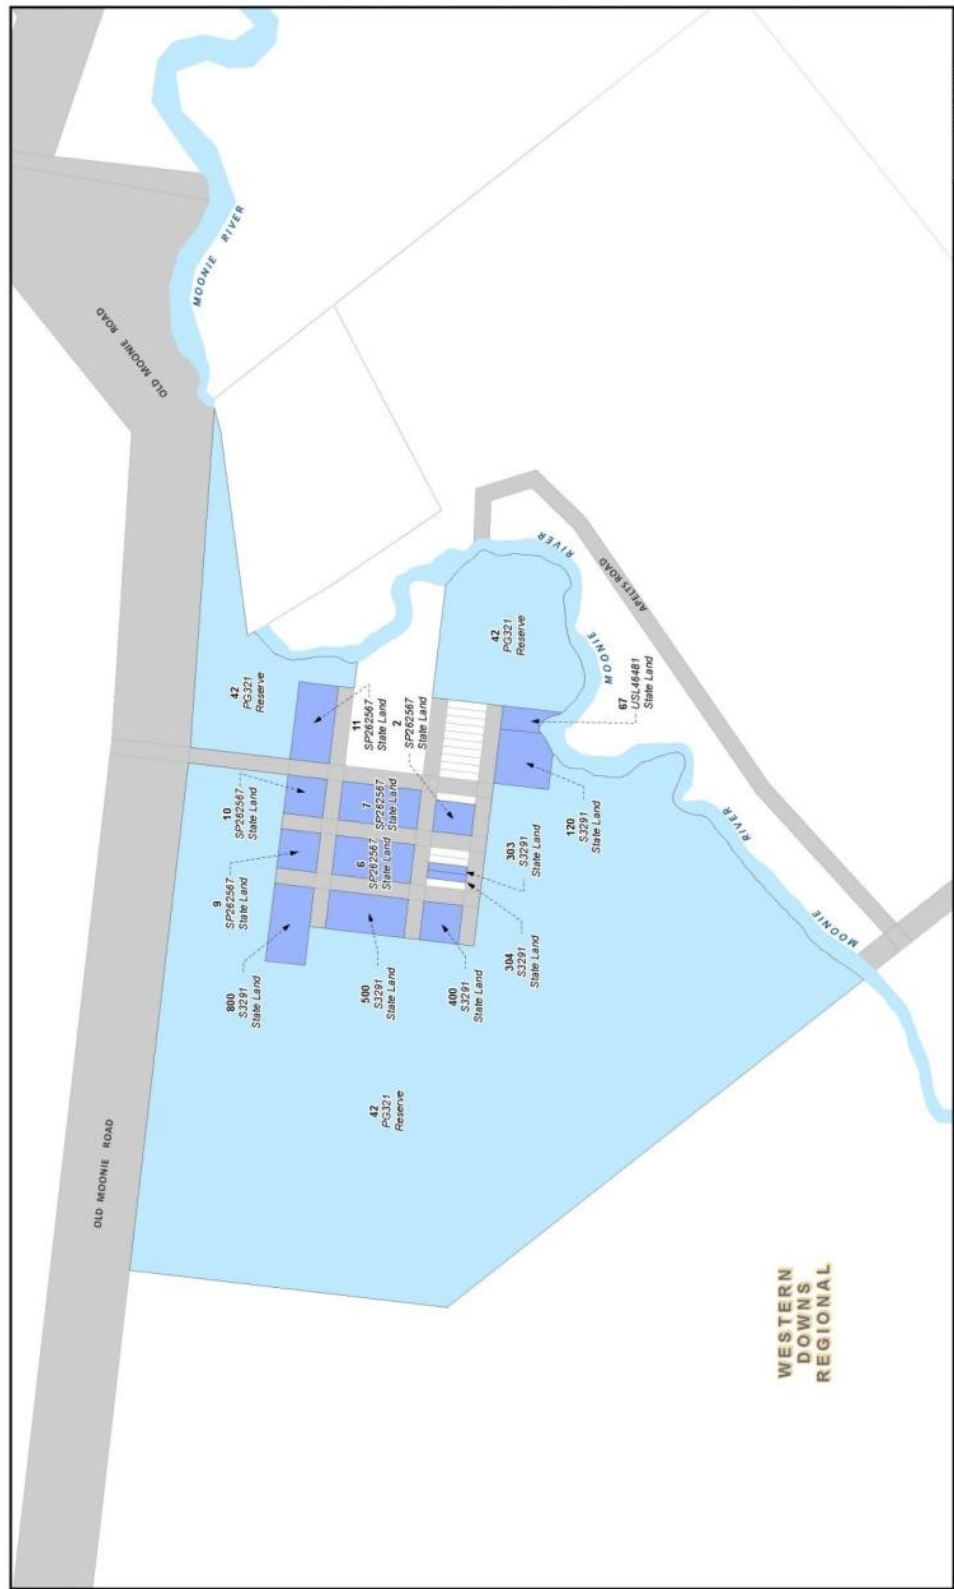 MOONIE RIVER
OLD MOONIE ROAD
42
PG321
Reserve
RIVER
APELTS ROAD
42
PG321
Reserve
MOONIE
11
SP262567
State Land
2
SP262567
State Land
67
USL46481
State Land
10
SP262567
State Land
7
SP262567
State Land
9
SP262567
State Land
6
SP262567
State Land
303
S3291
State Land
120
S3291
State Land
RIVER
MOONIE
800
S3291
State Land
500
S3291
State Land
400
S3291
State Land
304
S3291
State Land
42
PG321
Reserve
OLD MOONIE ROAD
WESTERN
DOWNS
REGIONAL